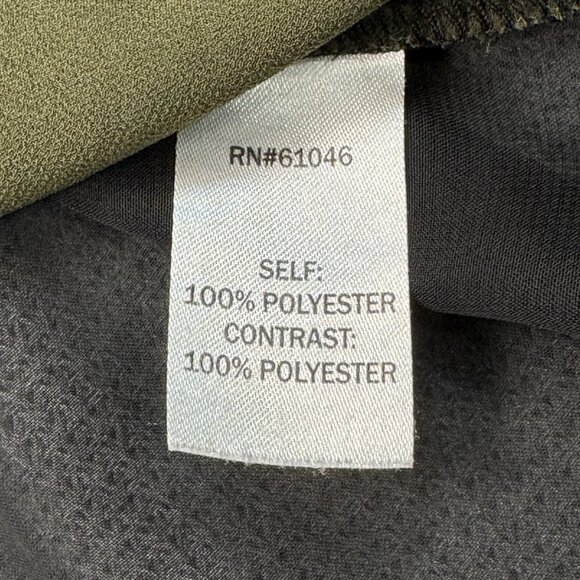 RN#61046
SELF:
100% POLYESTER
CONTRAST:
100% POLYESTER